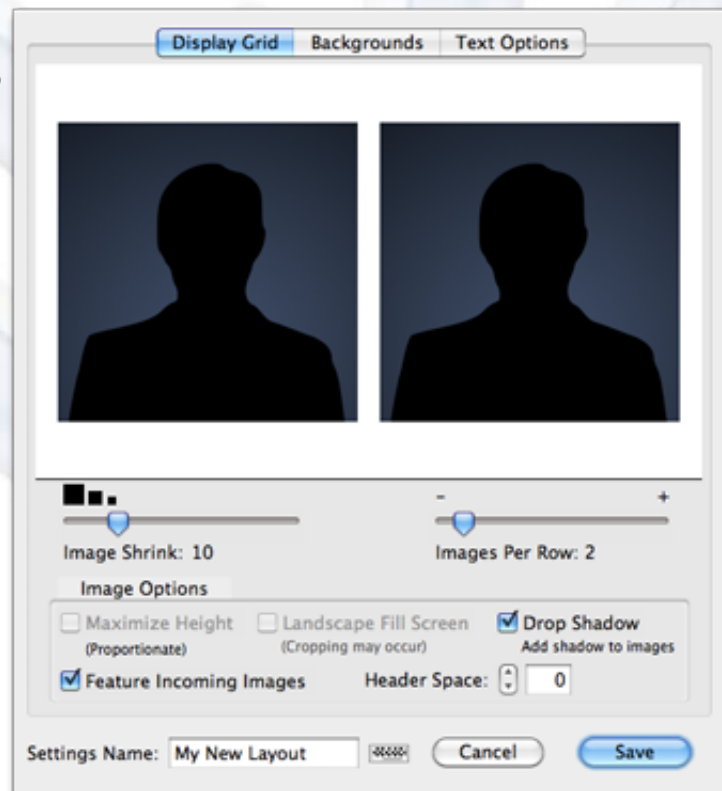 Display Grid Backgrounds Text Options
- +
Image Shrink: 10 Images Per Row: 2
Image Options
Maximize Height Landscape Fill Screen Drop Shadow
(Proportionate) (Cropping may occur) Add shadow to images
Feature Incoming Images Header Space: 0
Settings Name: My New Layout Cancel Save